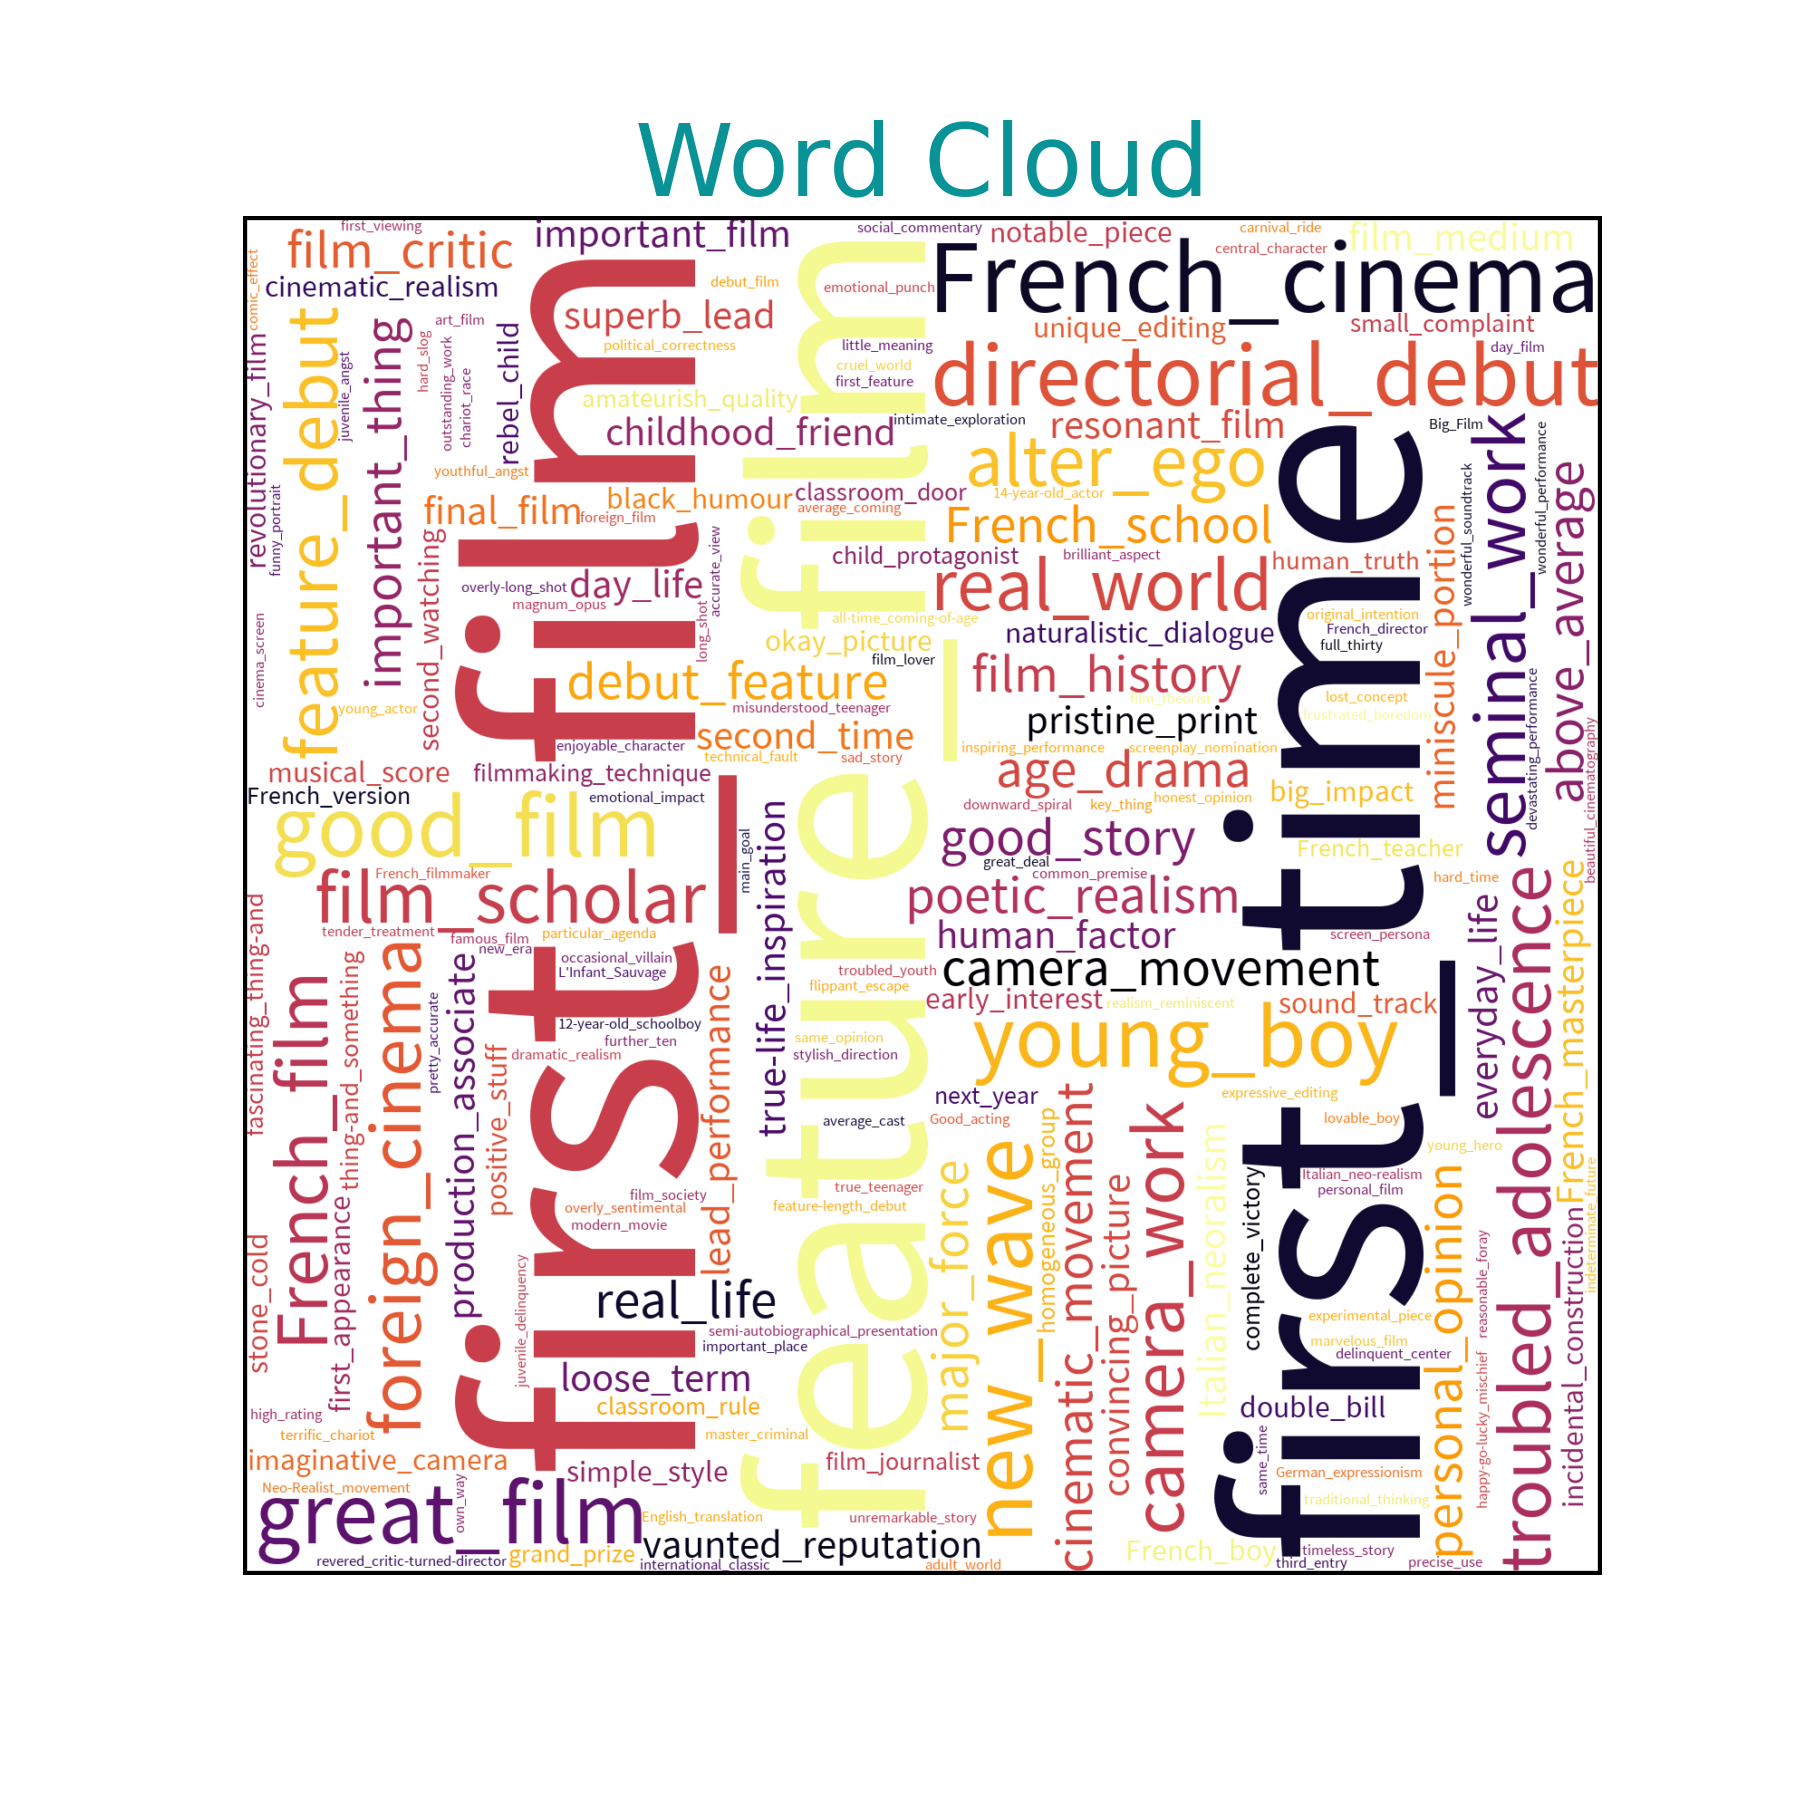 Word Cloud
first_viewing
important_film
social_commentary
notable_piece
carnival_ride
film_medium
film_critic
central_character
French_cinema
comic_effect
cinematic_realism
debut_film
emotional_punch
superb_lead
unique_editing
small_complaint
art_film
political_correctness
little_meaning
day_film
directorial_debut
cruel_world
first_feature
amateurish_quality
revolutionary_film
feature_debut
juvenile_angst
important_thing
hard_slog
outstanding_work
chariot_race
rebel_child
first_film
feature_film
first_time
childhood_friend
intimate_exploration
resonant_film
Big_Film
seminal_work
wonderful_performance
wonderful_soundtrack
above_average
youthful_angst
alter_ego
funny_portrait
final_film
foreign_film
black_humour
classroom_door
average_coming
14-year-old_actor
French_school
second_watching
accurate_view
child_protagonist
brilliant_aspect
human_truth
miniscule_portion
overly-long_shot
day_life
magnum_opus
long_shot
real_world
all-time_coming-of-age
original_intention
naturalistic_dialogue
French_director
full_thirty
cinema_screen
okay_picture
film_lover
debut_feature
film_history
film_theorist
lost_concept
young_actor
misunderstood_teenager
pristine_print
frustrated_boredom
devastating_performance
beautiful_cinematography
enjoyable_character
second_time
technical_fault
sad_story
inspiring_performance
screenplay_nomination
musical_score
filmmaking_technique
age_drama
French_version
emotional_impact
downward_spiral
key_thing
honest_opinion
big_impact
good_film
main_goal
true-life_inspiration
good_story
French_teacher
great_deal
French_filmmaker
common_premise
hard_time
film_scholar
poetic_realism
troubled_adolescence
French_masterpiece
everyday_life
fascinating_thing-and
tender_treatment
famous_film
particular_agenda
human_factor
screen_persona
new_era
occasional_villain
L'Infant_Sauvage
troubled_youth
camera_movement
flippant_escape
French_film
thing-and_something
foreign_cinema
pretty_accurate
production_associate
lead_performance
early_interest
realism_reminiscent
sound_track
12-year-old_schoolboy
further_ten
dramatic_realism
same_opinion
stylish_direction
young_boy
positive_stuff
next_year
expressive_editing
average_cast
Good_acting
lovable_boy
young_hero
homogeneous_group
cinematic_movement
camera_work
Italian_neoralism
new_wave
major_force
convincing_picture
complete_victory
Italian_neo-realism
personal_film
personal_opinion
indeterminate_future
film_society
overly_sentimental
modern_movie
true_teenager
feature-length_debut
first_appearance
stone_cold
juvenile_delinquency
incidental_construction
reasonable_foray
real_life
semi-autobiographical_presentation
important_place
experimental_piece
marvelous_film
delinquent_center
happy-go-lucky_mischief
loose_term
classroom_rule
high_rating
terrific_chariot
master_criminal
double_bill
same_time
imaginative_camera
simple_style
film_journalist
German_expressionism
Neo-Realist_movement
own_way
traditional_thinking
great_film
English_translation
unremarkable_story
vaunted_reputation
French_boy
timeless_story
revered_critic-turned-director
grand_prize
international_classic
adult_world
third_entry
precise_use